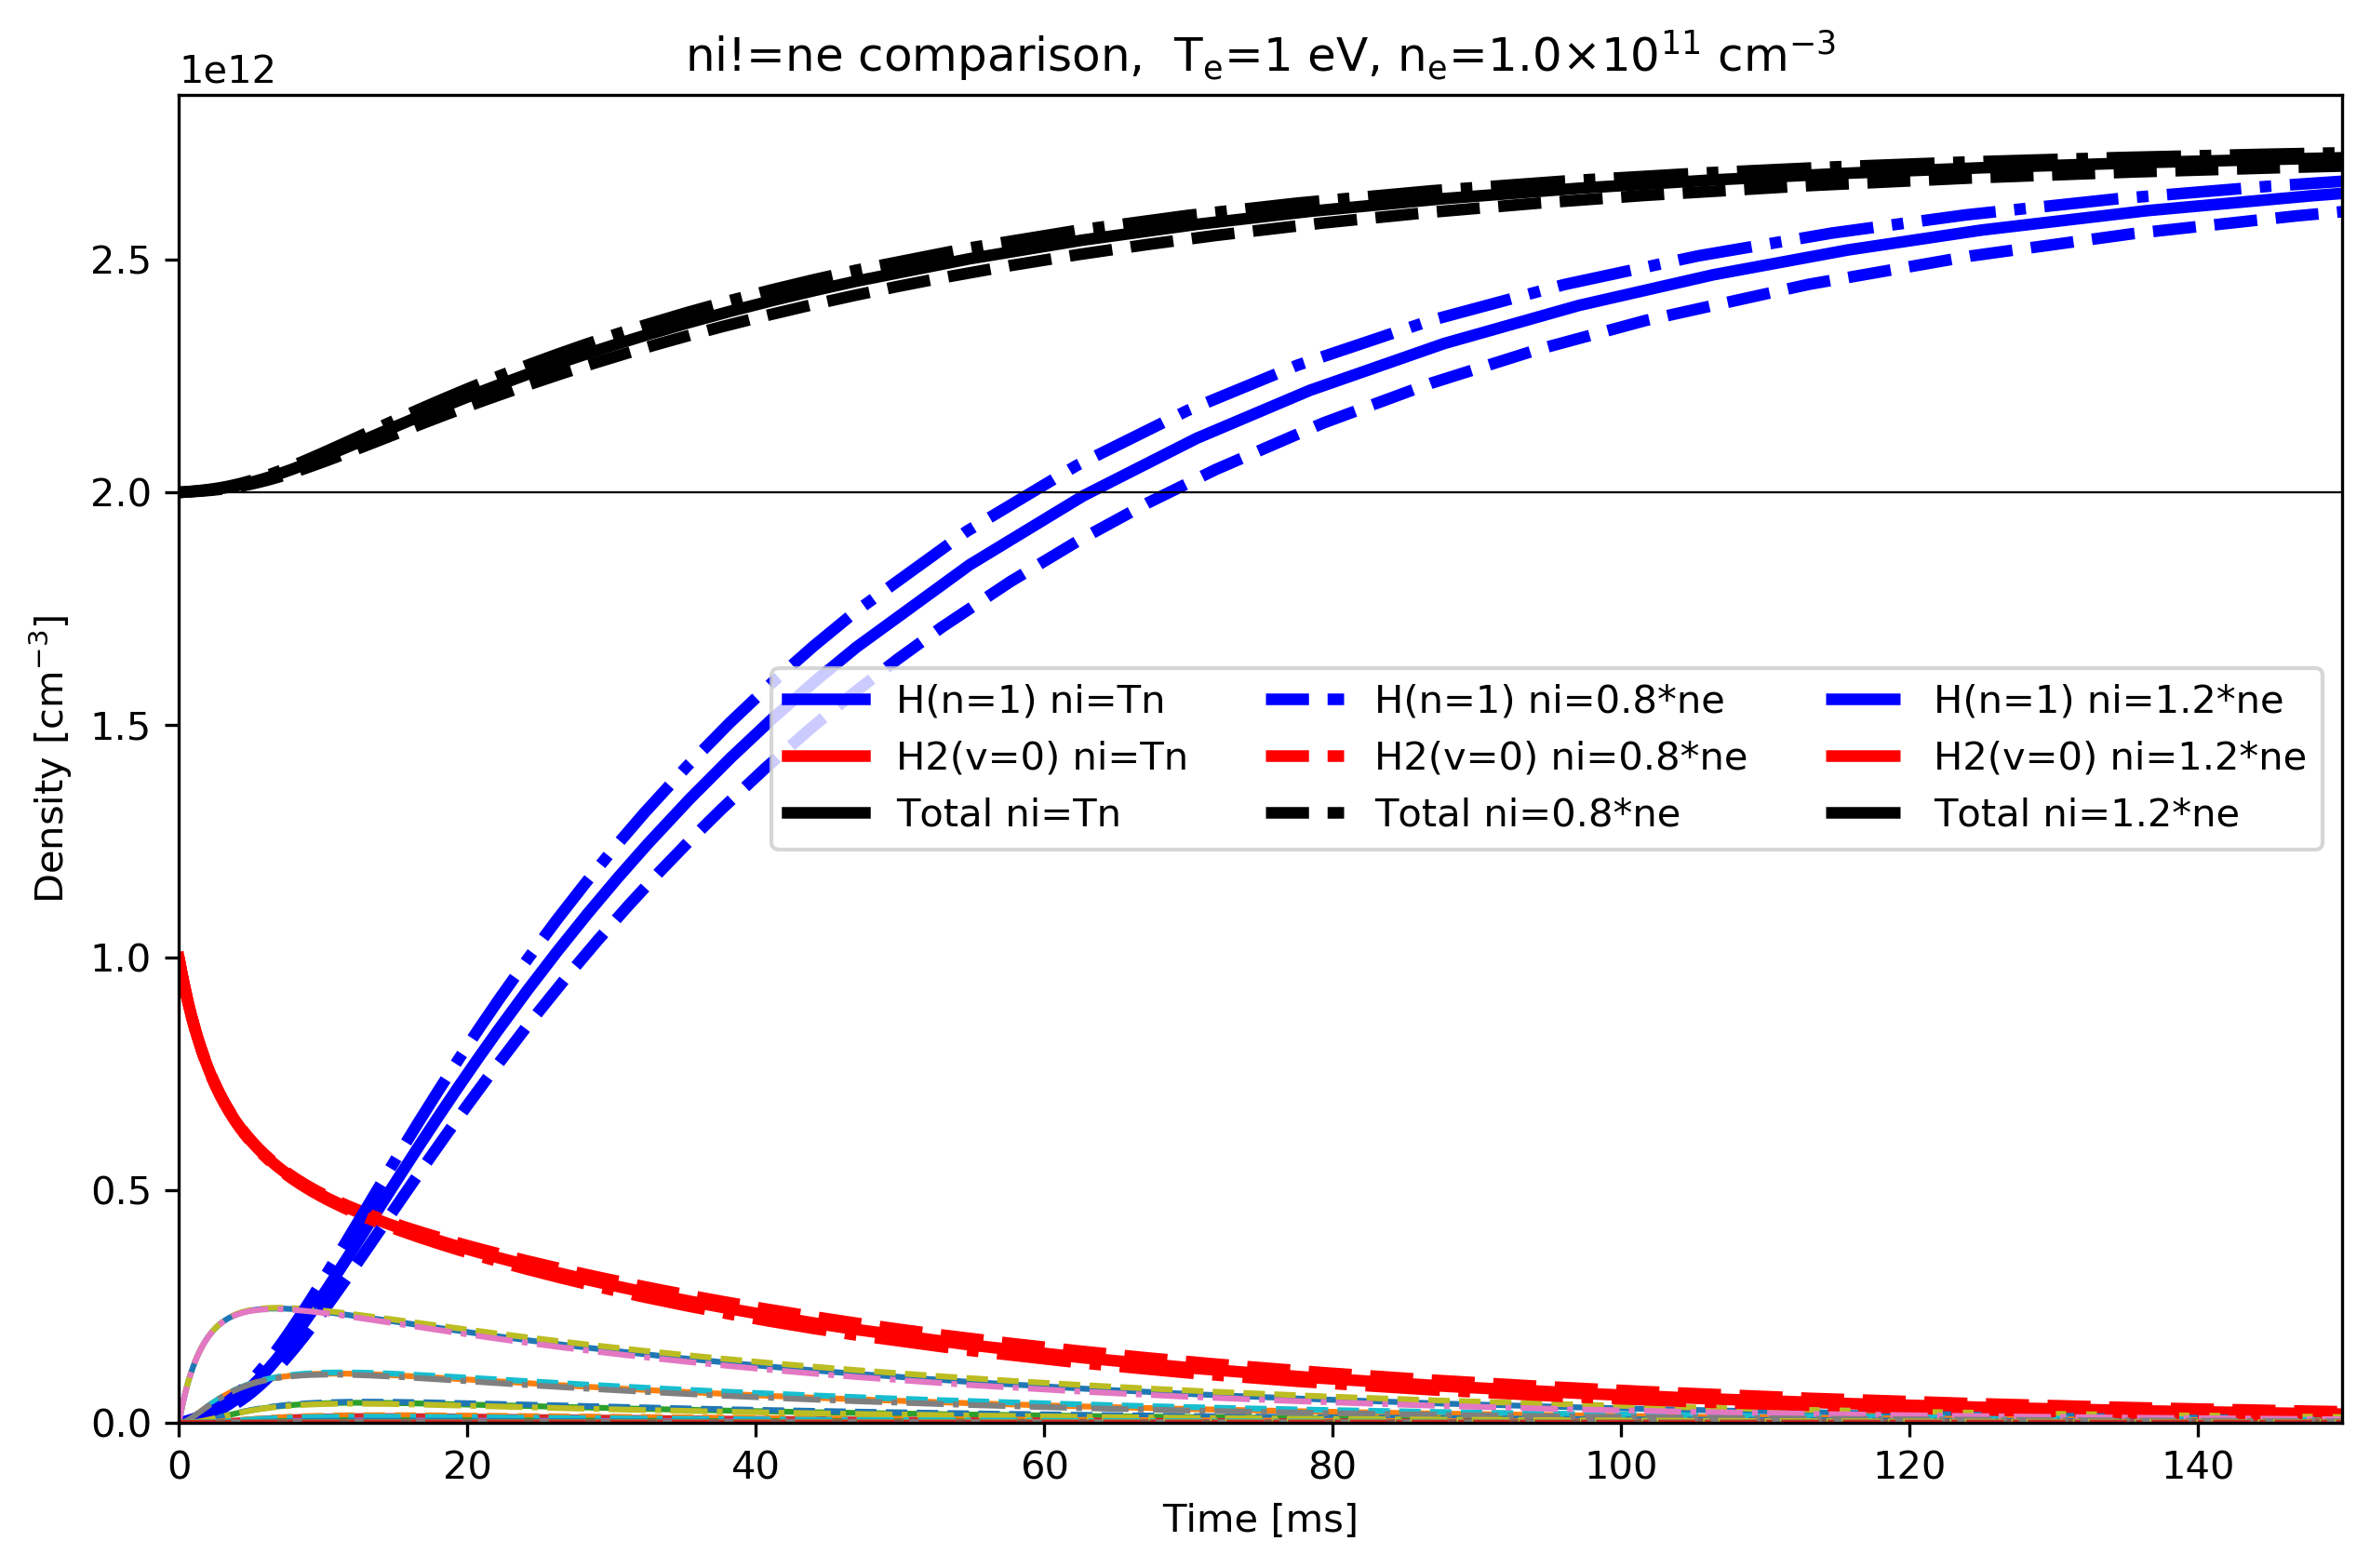 ni!=ne comparison,  Tₑ=1 eV, nₑ=1.0×10¹¹ cm⁻³
1e12
2.5
2.0
1.5
1.0
0.5
0.0
Density [cm⁻³]
H(n=1) ni=Tn
H2(v=0) ni=Tn
Total ni=Tn
H(n=1) ni=0.8*ne
H2(v=0) ni=0.8*ne
Total ni=0.8*ne
H(n=1) ni=1.2*ne
H2(v=0) ni=1.2*ne
Total ni=1.2*ne
0 20 40 60 80 100 120 140
Time [ms]